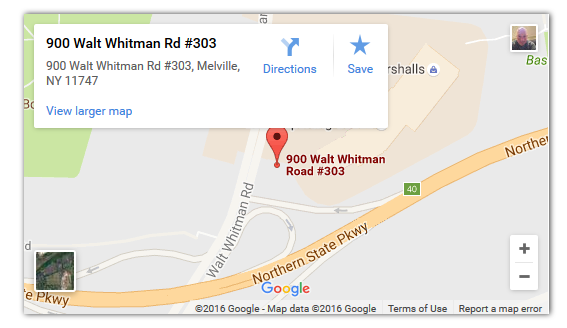 900 Walt Whitman Rd #303
900 Walt Whitman Rd #303, Melville,
NY 11747
View larger map
Directions
Save
rshalls
Bas
900 Walt Whitman
Road #303
40
Northe
Walt Whitman Rd
Northern State Pkwy
d
State Pkwy
Google
+
−
©2016 Google - Map data ©2016 Google
Terms of Use
Report a map error